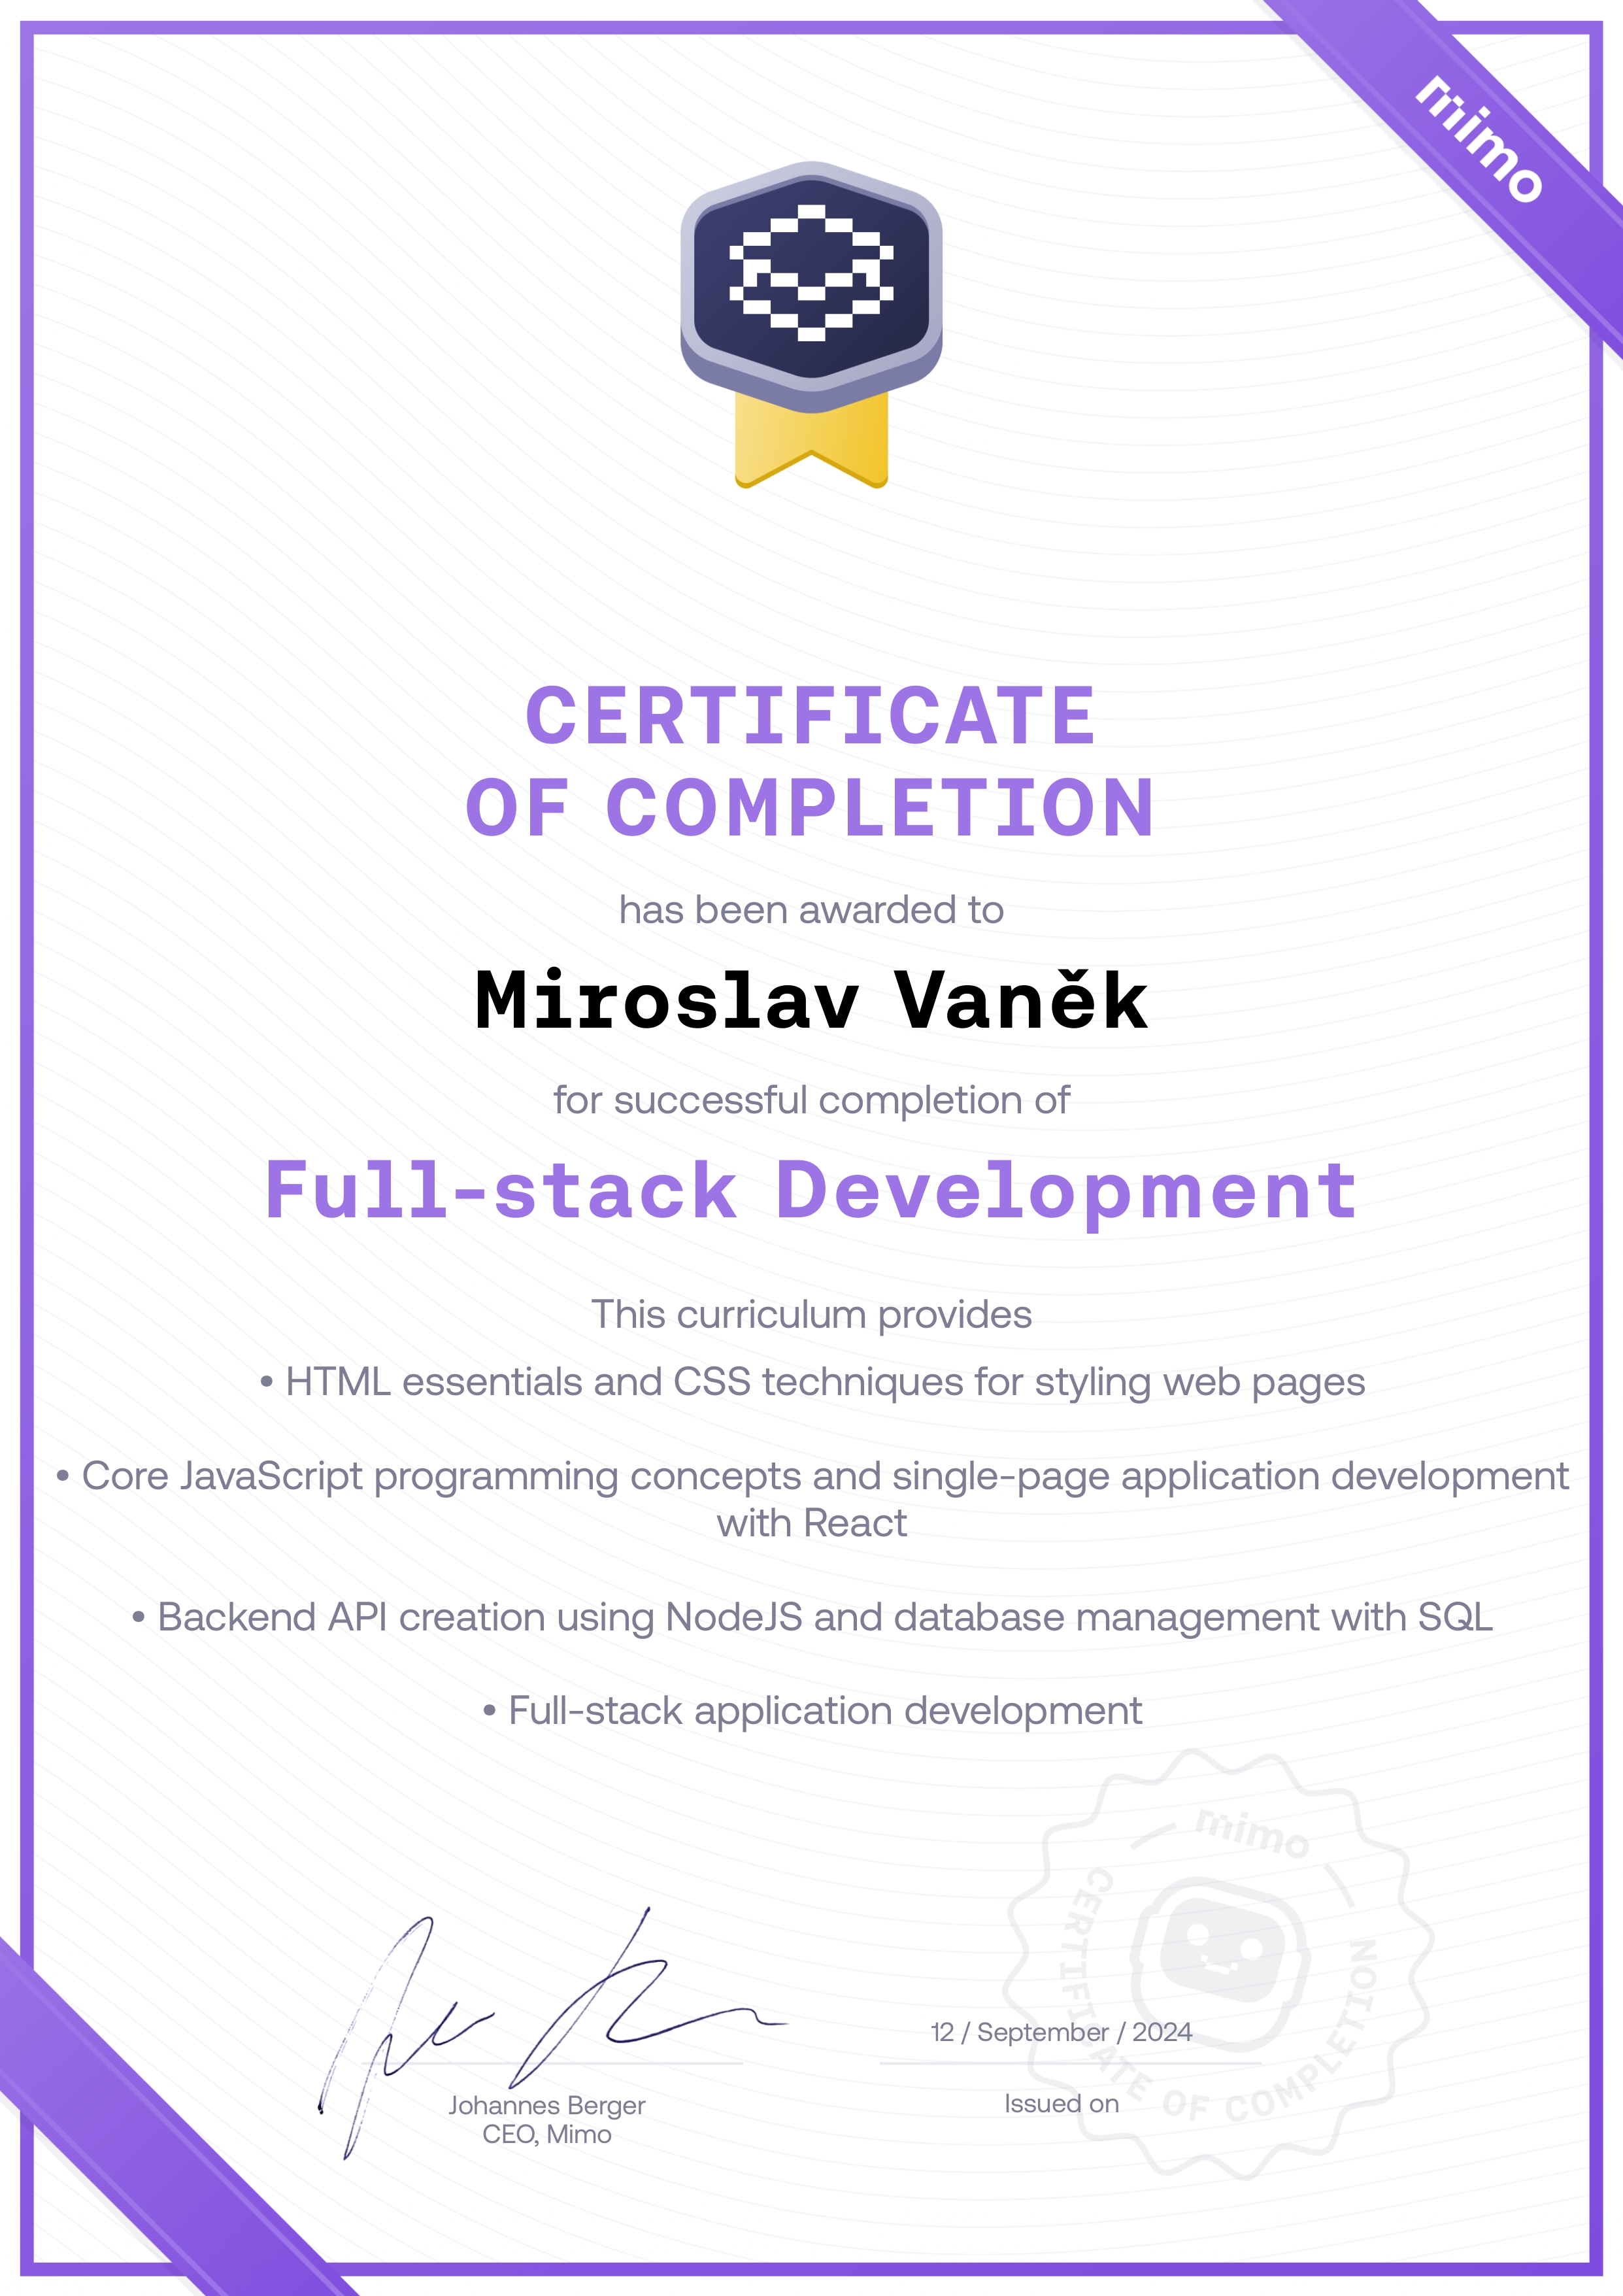 mimo
CERTIFICATE
OF COMPLETION
has been awarded to
Miroslav Vaněk
for successful completion of
Full-stack Development
This curriculum provides
• HTML essentials and CSS techniques for styling web pages
• Core JavaScript programming concepts and single-page application development
with React
• Backend API creation using NodeJS and database management with SQL
• Full-stack application development
mimo
CERTIFICATE OF COMPLETION
12 / September / 2024
Issued on
Johannes Berger
CEO, Mimo